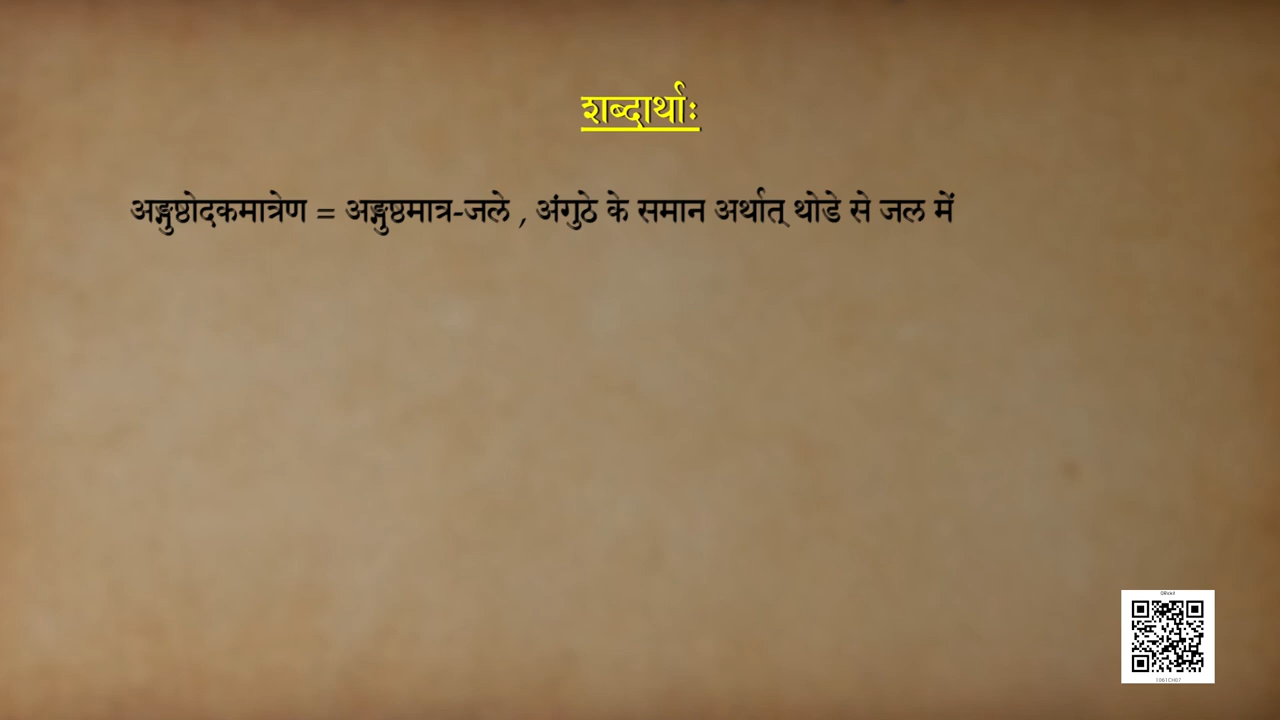 शब्दार्थाः
अङ्गुष्ठोदकमात्रेण = अङ्गुष्ठमात्र-जले , अंगुठे के समान अर्थात् थोडे से जल में